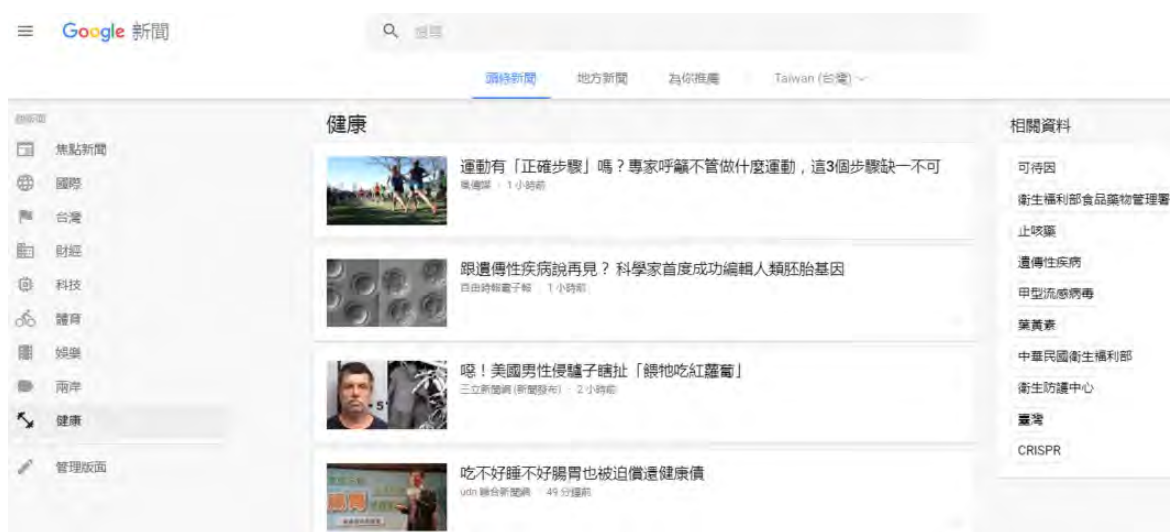 Google 新聞
搜尋
頭條新聞 地方新聞 為你推薦 Taiwan (台灣)
焦點新聞
國際
台灣
財經
科技
體育
娛樂
兩岸
健康
管理版面
健康
運動有「正確步驟」嗎？專家呼籲不管做什麼運動，這3個步驟缺一不可
風傳媒 · 1 小時前
跟遺傳性疾病說再見？ 科學家首度成功編輯人類胚胎基因
自由時報電子報 · 1 小時前
噁！美國男性侵驢子瞎扯「餵牠吃紅蘿蔔」
三立新聞網 (新聞發布) · 2 小時前
吃不好睡不好腸胃也被迫償還健康債
udn 聯合新聞網 · 49 分鐘前
相關資料
可待因
衛生福利部食品藥物管理署
止咳藥
遺傳性疾病
甲型流感病毒
葉黃素
中華民國衛生福利部
衛生防護中心
臺灣
CRISPR